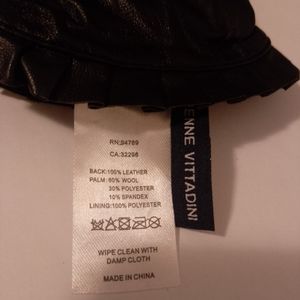 RN:94769
CA:32298
BACK:100% LEATHER
PALM: 60% WOOL
30% POLYESTER
10% SPANDEX
LINING:100% POLYESTER
WIPE CLEAN WITH
DAMP CLOTH
MADE IN CHINA
ENNE VITTADINI